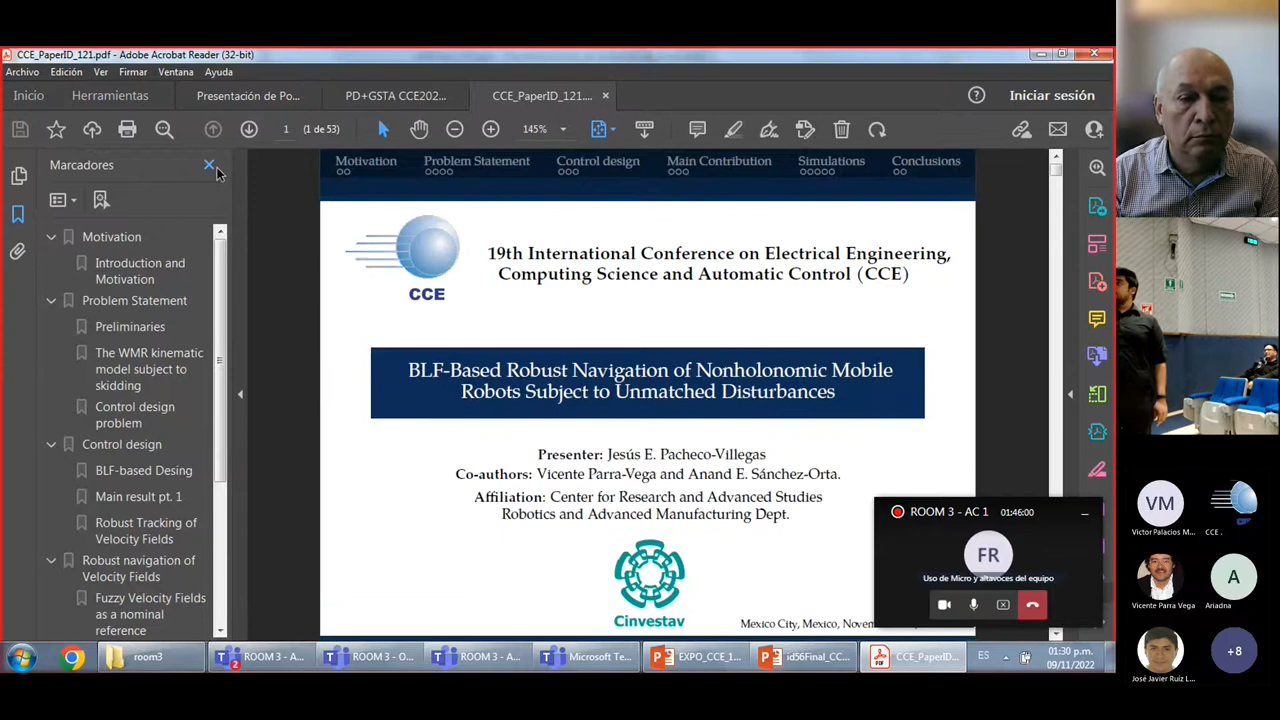 CCE_PaperID_121.pdf - Adobe Acrobat Reader (32-bit)
Archivo Edición Ver Firmar Ventana Ayuda
Inicio Herramientas Presentación de Po... PD+GSTA CCE202... CCE_PaperID_121.... × Iniciar sesión
1 (1 de 53) 145%
Marcadores
Motivation
Introduction and
Motivation
Problem Statement
Preliminaries
The WMR kinematic
model subject to
skidding
Control design
problem
Control design
BLF-based Desing
Main result pt. 1
Robust Tracking of
Velocity Fields
Robust navigation of
Velocity Fields
Fuzzy Velocity Fields
as a nominal
reference
Motivation Problem Statement Control design Main Contribution Simulations Conclusions
CCE
19th International Conference on Electrical Engineering,
Computing Science and Automatic Control (CCE)
BLF-Based Robust Navigation of Nonholonomic Mobile
Robots Subject to Unmatched Disturbances
Presenter: Jesús E. Pacheco-Villegas
Co-authors: Vicente Parra-Vega and Anand E. Sánchez-Orta.
Affiliation: Center for Research and Advanced Studies
Robotics and Advanced Manufacturing Dept.
Cinvestav
Mexico City, Mexico, Novem
ROOM 3 - AC 1 01:46:00
FR
Uso de Micro y altavoces del equipo
VM
Victor Palacios M...
CCE .
Vicente Parra Vega
A
Ariadna
José Javier Ruíz L...
+8
room3
2
ROOM 3 - A...
ROOM 3 - O...
ROOM 3 - A...
Microsoft Te...
EXPO_CCE_1...
id56Final_CC...
CCE_PaperID...
ES
01:30 p.m.
09/11/2022